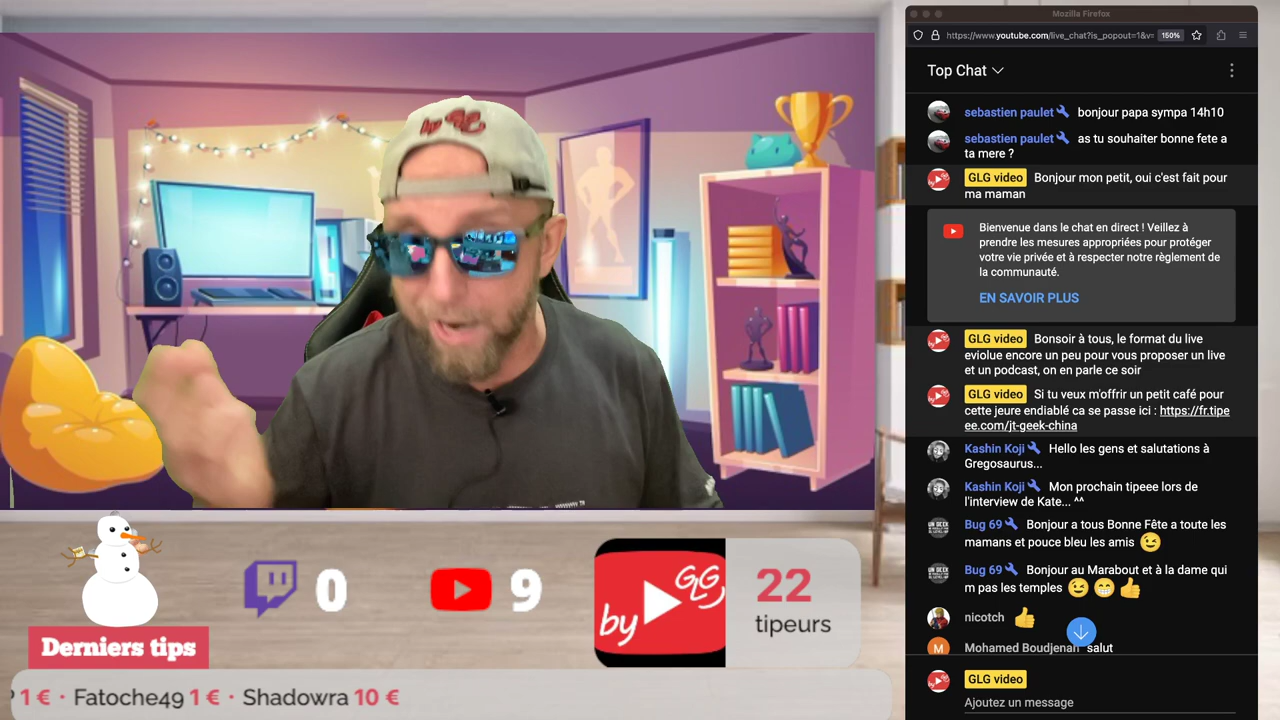 by GLG
Mozilla Firefox
https://www.youtube.com/live_chat?is_popout=1&v=
150%
Top Chat
sebastien paulet bonjour papa sympa 14h10
sebastien paulet as tu souhaiter bonne fete a
ta mere ?
GLG video Bonjour mon petit, oui c'est fait pour
ma maman
Bienvenue dans le chat en direct ! Veillez à
prendre les mesures appropriées pour protéger
votre vie privée et à respecter notre règlement de
la communauté.
EN SAVOIR PLUS
GLG video Bonsoir à tous, le format du live
eviolue encore un peu pour vous proposer un live
et un podcast, on en parle ce soir
GLG video Si tu veux m'offrir un petit café pour
cette jeure endiablé ca se passe ici : https://fr.tipe
ee.com/jt-geek-china
Kashin Koji Hello les gens et salutations à
Gregosaurus...
Kashin Koji Mon prochain tipeee lors de
l'interview de Kate... ^^
Bug 69 Bonjour a tous Bonne Fête a toute les
mamans et pouce bleu les amis 😉
Bug 69 Bonjour au Marabout et à la dame qui
m pas les temples 😉 😁 👍
nicotch 👍
M Mohamed Boudjenah salut
GLG video
Ajoutez un message
0
9
by GLG
22
tipeurs
Derniers tips
1 € · Fatoche49 1 € · Shadowra 10 €